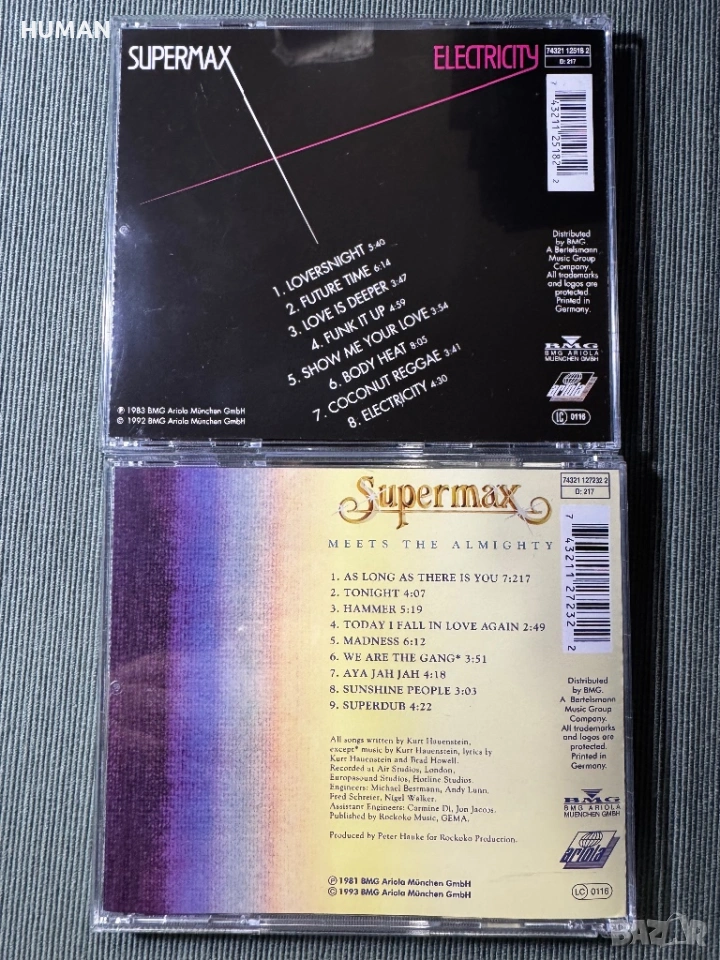 HUMAN
SUPERMAX
ELECTRICITY
74321 12518 2
D: 217
7 43211 25182 2
1. LOVERSNIGHT 5:40
2. FUTURE TIME 6:14
3. LOVE IS DEEPER 3:47
4. FUNK IT UP 4:59
5. SHOW ME YOUR LOVE 3:54
6. BODY HEAT 8:05
7. COCONUT REGGAE 3:41
8. ELECTRICITY 4:30
Distributed
by BMG.
A Bertelsmann
Music Group
Company.
All trademarks
and logos are
protected.
Printed in
Germany.
BMG
BMG ARIOLA
MUENCHEN GMBH
ariola
LC 0116
℗ 1983 BMG Ariola München GmbH
© 1992 BMG Ariola München GmbH
Supermax
MEETS THE ALMIGHTY
74321 127232 2
D: 217
7 43211 27232 2
1. AS LONG AS THERE IS YOU 7:217
2. TONIGHT 4:07
3. HAMMER 5:19
4. TODAY I FALL IN LOVE AGAIN 2:49
5. MADNESS 6:12
6. WE ARE THE GANG* 3:51
7. AYA JAH JAH 4:18
8. SUNSHINE PEOPLE 3:03
9. SUPERDUB 4:22
All songs written by Kurt Hauenstein,
except* music by Kurt Hauenstein, lyrics by
Kurt Hauenstein and Brad Howell.
Recorded at Air Studios, London,
Europasound Studios, Hotline Studios.
Engineers: Michael Bestmann, Andy Lunn,
Fred Schreier, Nigel Walker.
Assistant Engineers: Carmine Di, Jon Jacobs.
Published by Rockoko Music, GEMA.
Produced by Peter Hauke for Rockoko Production.
Distributed
by BMG.
A Bertelsmann
Music Group
Company.
All trademarks
and logos are
protected.
Printed in
Germany.
BMG
BMG ARIOLA
MUENCHEN GMBH
ariola
LC 0116
℗ 1981 BMG Ariola München GmbH
© 1993 BMG Ariola München GmbH
BAZAR